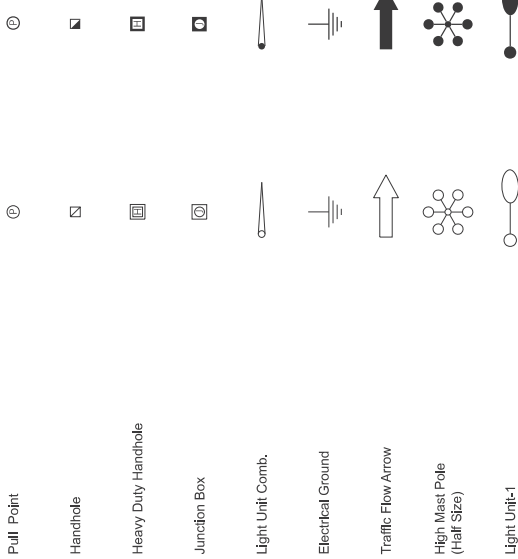 Pull Point
P
P
Handhole
Heavy Duty Handhole
H
H
Junction Box
J
J
Light Unit Comb.
Electrical Ground
Traffic Flow Arrow
High Mast Pole
(Half Size)
Light Unit-1